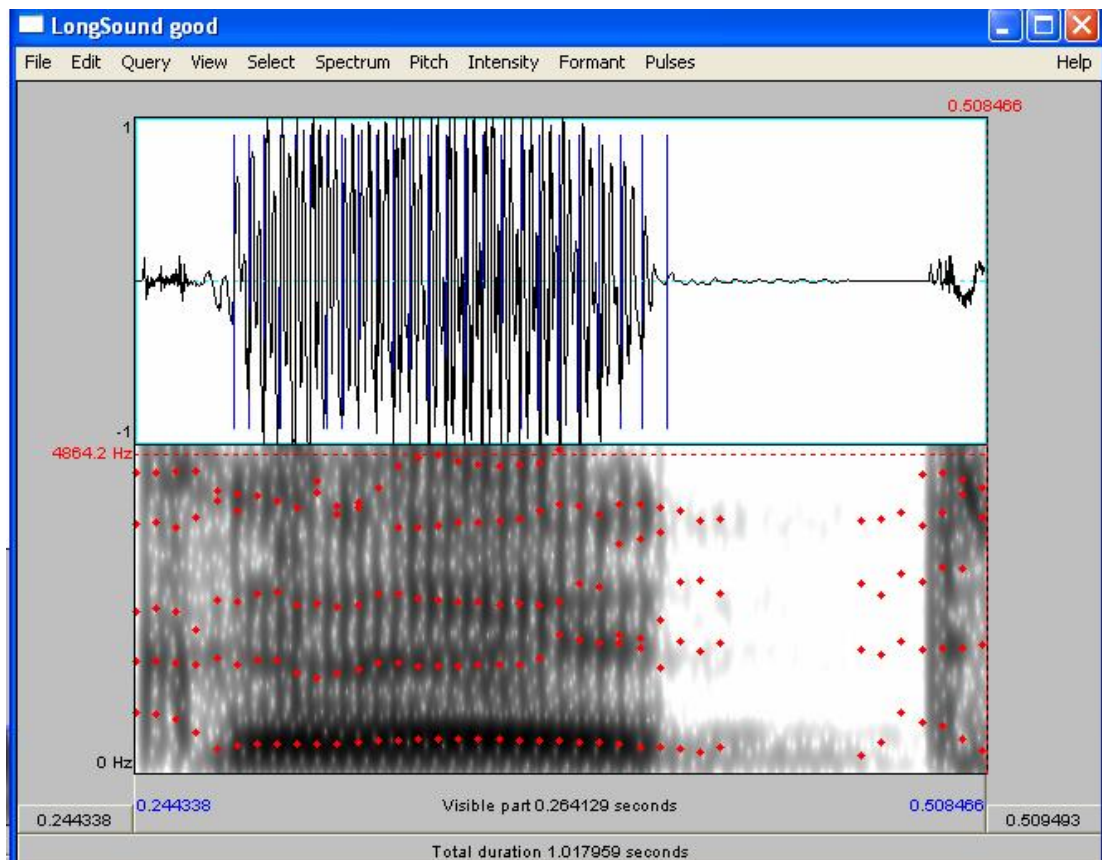 LongSound good
File Edit Query View Select Spectrum Pitch Intensity Formant Pulses Help
0.508466
1
-1
4864.2 Hz
0 Hz
0.244338 Visible part 0.264129 seconds 0.508466
0.244338 0.509493
Total duration 1.017959 seconds